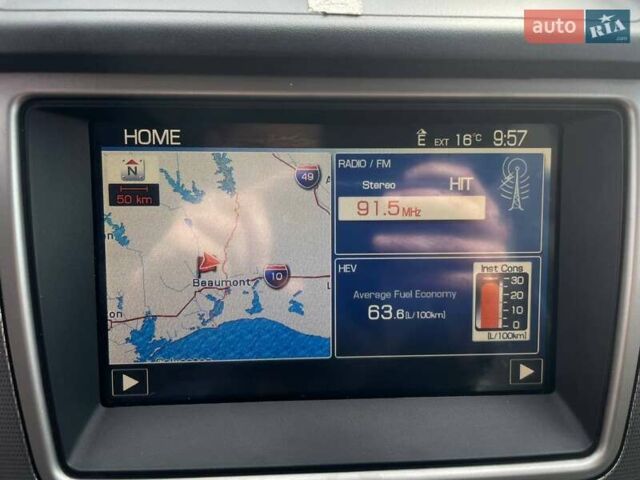 auto RIA.com
HOME
E EXT 16°C 9:57
N
50 km
49
Beaumont
10
RADIO / FM
Stereo HIT
91.5 MHz
HEV
Average Fuel Economy
63.6 [L/100km]
Inst Cons
30
20
10
0
[L/100km]